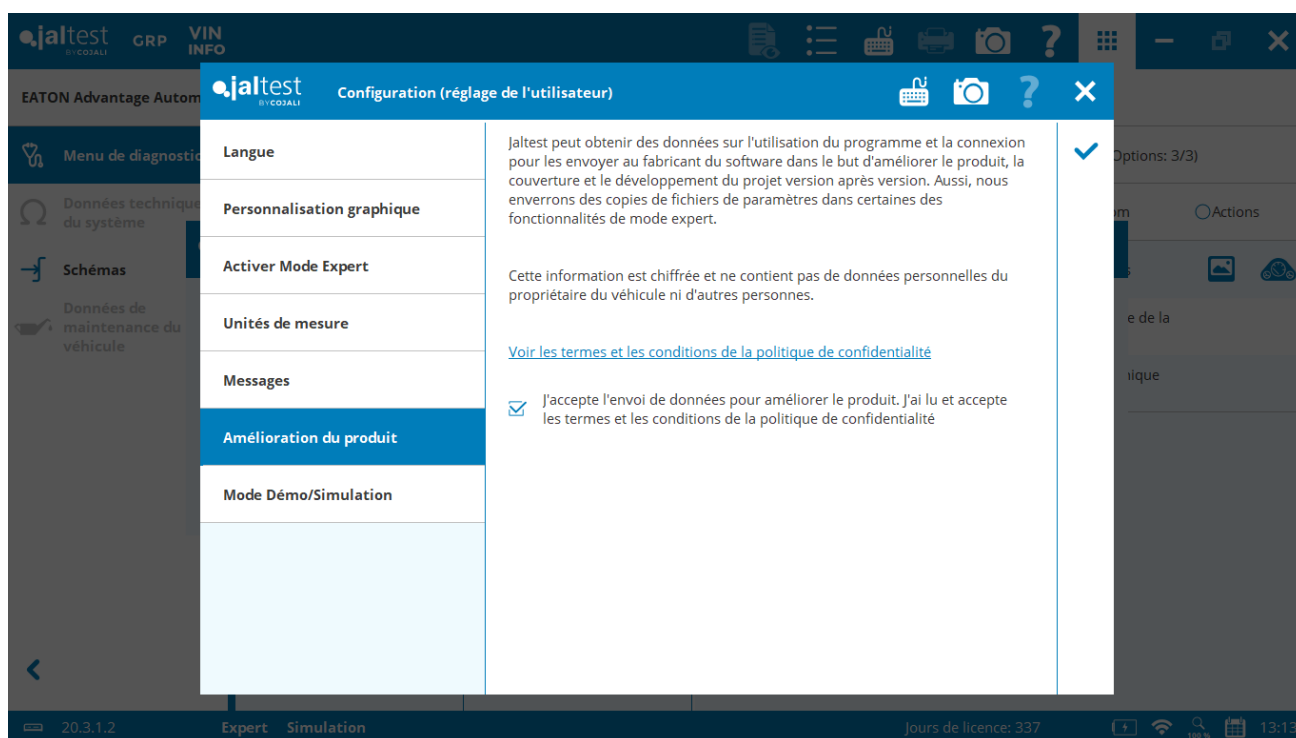 jaltest
BY COJALI
GRP
VIN
INFO
EATON Advantage Autom
Menu de diagnostic
Données technique
du système
Schémas
Données de
maintenance du
véhicule
jaltest
BY COJALI
Configuration (réglage de l'utilisateur)
Langue
Personnalisation graphique
Activer Mode Expert
Unités de mesure
Messages
Amélioration du produit
Mode Démo/Simulation
Jaltest peut obtenir des données sur l'utilisation du programme et la connexion
pour les envoyer au fabricant du software dans le but d'améliorer le produit, la
couverture et le développement du projet version après version. Aussi, nous
enverrons des copies de fichiers de paramètres dans certaines des
fonctionnalités de mode expert.
Cette information est chiffrée et ne contient pas de données personnelles du
propriétaire du véhicule ni d'autres personnes.
Voir les termes et les conditions de la politique de confidentialité
J'accepte l'envoi de données pour améliorer le produit. J'ai lu et accepte
les termes et les conditions de la politique de confidentialité
Options: 3/3)
om
Actions
e de la
nique
20.3.1.2
Expert Simulation
Jours de licence: 337
100 %
13:13